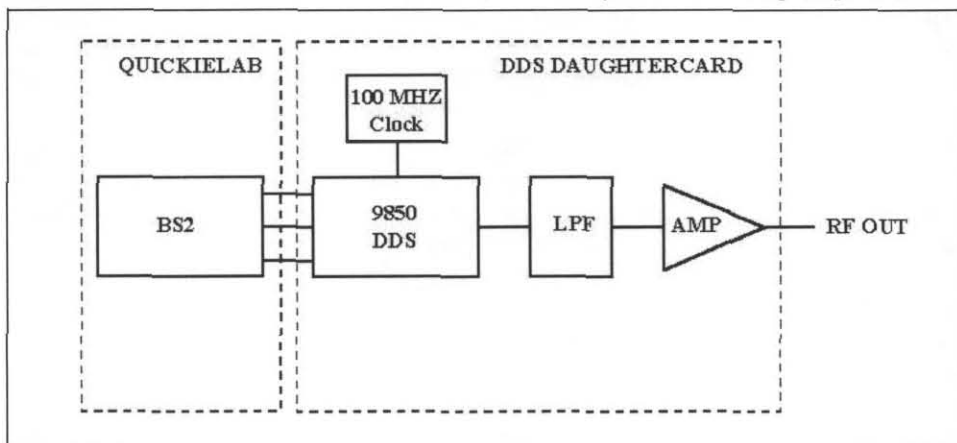 QUICKIELAB
DDS DAUGHTERCARD
100 MHZ
Clock
BS2
9850
DDS
LPF
AMP
RF OUT